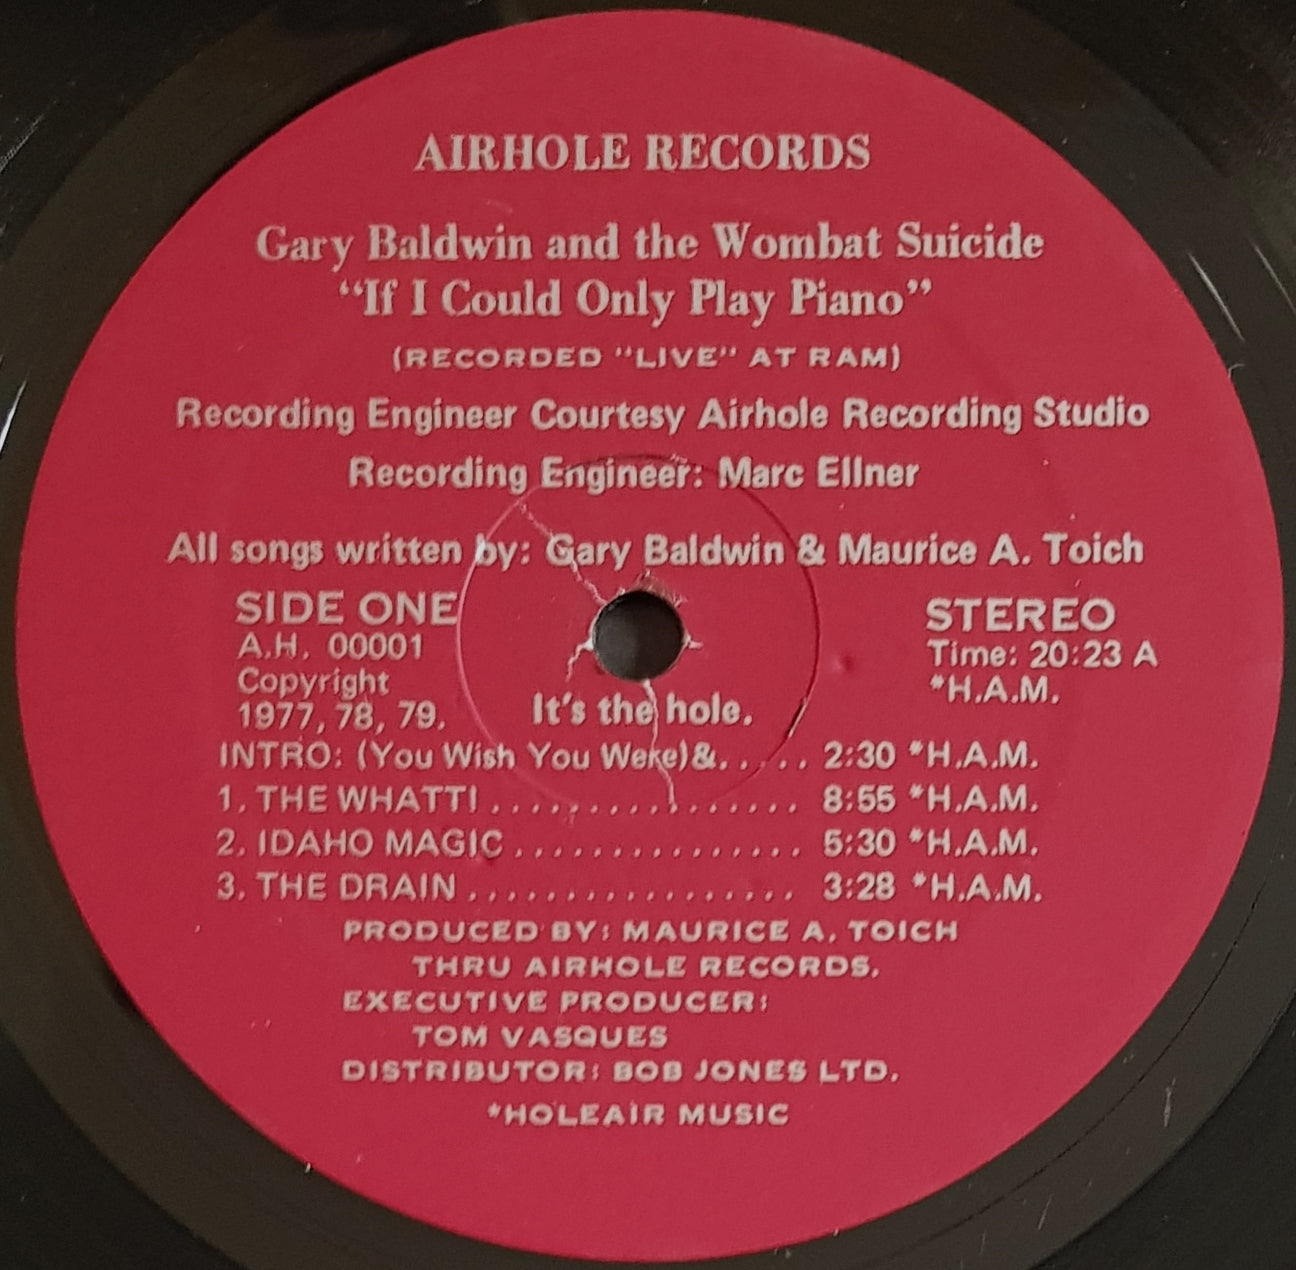 AIRHOLE RECORDS
Gary Baldwin and the Wombat Suicide
“If I Could Only Play Piano”
(RECORDED "LIVE" AT RAM)
Recording Engineer Courtesy Airhole Recording Studio
Recording Engineer: Marc Ellner
All songs written by: Gary Baldwin & Maurice A. Toich
SIDE ONE
A.H. 00001
Copyright
1977, 78, 79.
STEREO
Time: 20:23 A
*H.A.M.
It's the hole.
INTRO: (You Wish You Were)&. . . . . 2:30 *H.A.M.
1. THE WHATTI . . . . . . . . . . . . . . . . 8:55 *H.A.M.
2. IDAHO MAGIC . . . . . . . . . . . . . . . 5:30 *H.A.M.
3. THE DRAIN . . . . . . . . . . . . . . . . . 3:28 *H.A.M.
PRODUCED BY: MAURICE A. TOICH
THRU AIRHOLE RECORDS.
EXECUTIVE PRODUCER:
TOM VASQUES
DISTRIBUTOR: BOB JONES LTD.
*HOLEAIR MUSIC